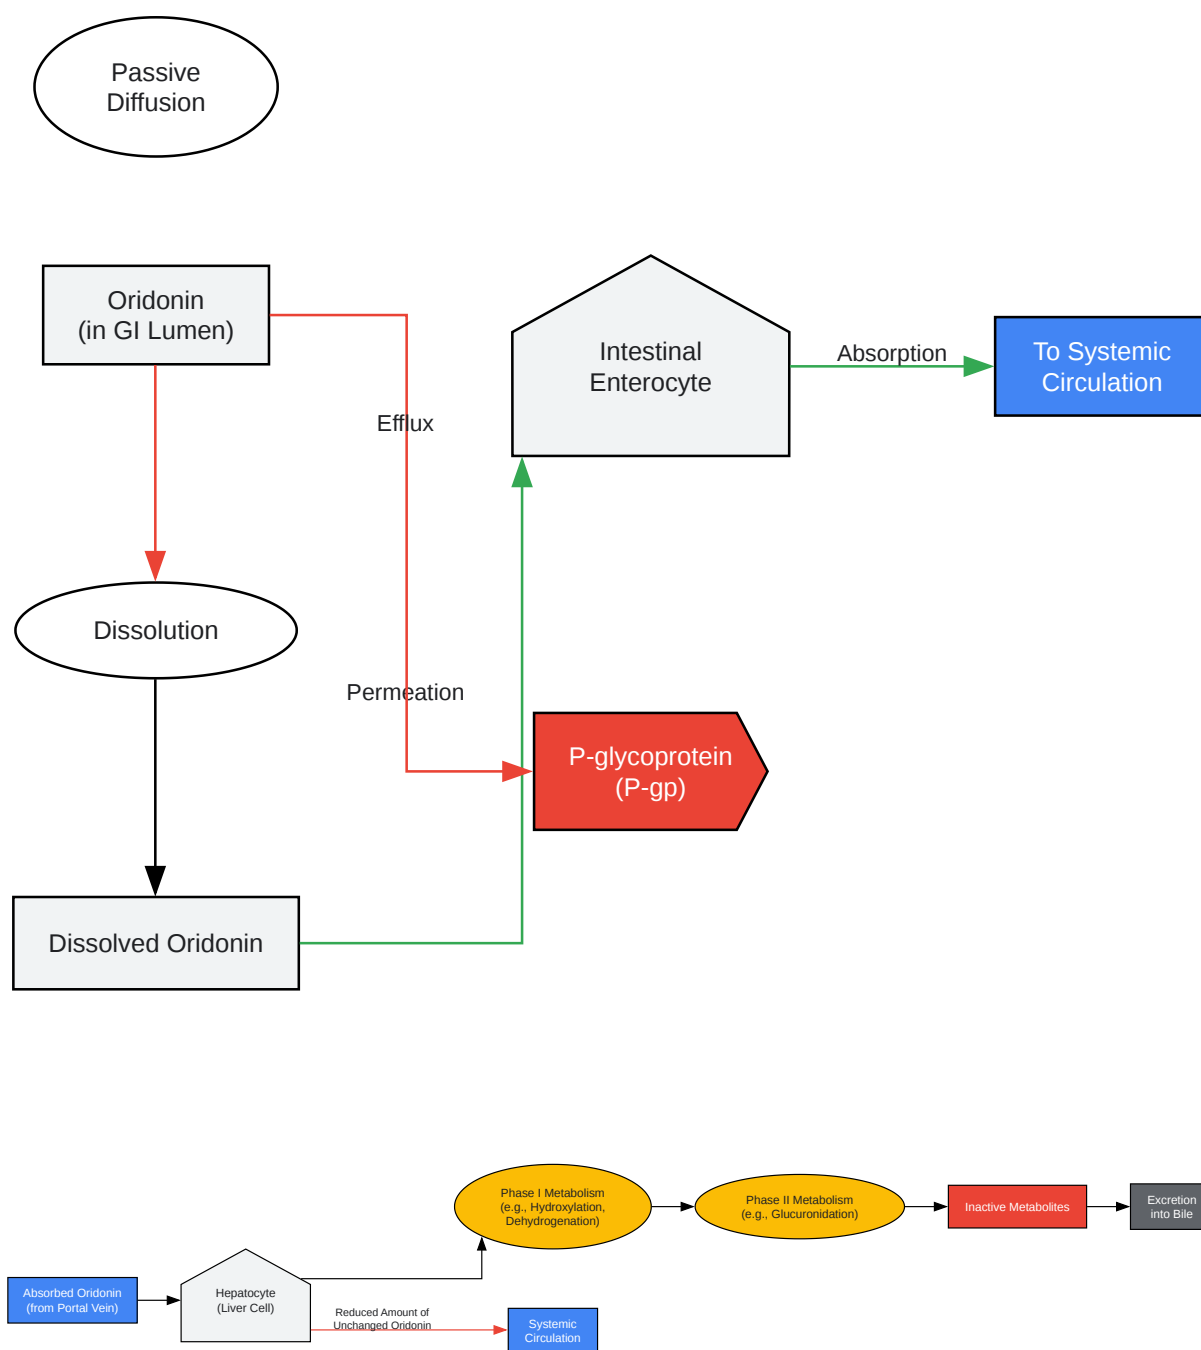 Passive
Diffusion
Oridonin
(in GI Lumen)
Intestinal
Enterocyte
Absorption
To Systemic
Circulation
Efflux
Dissolution
Permeation
P-glycoprotein
(P-gp)
Dissolved Oridonin
Phase I Metabolism
(e.g., Hydroxylation,
Dehydrogenation)
Phase II Metabolism
(e.g., Glucuronidation)
Inactive Metabolites
Excretion
into Bile
Absorbed Oridonin
(from Portal Vein)
Hepatocyte
(Liver Cell)
Reduced Amount of
Unchanged Oridonin
Systemic
Circulation